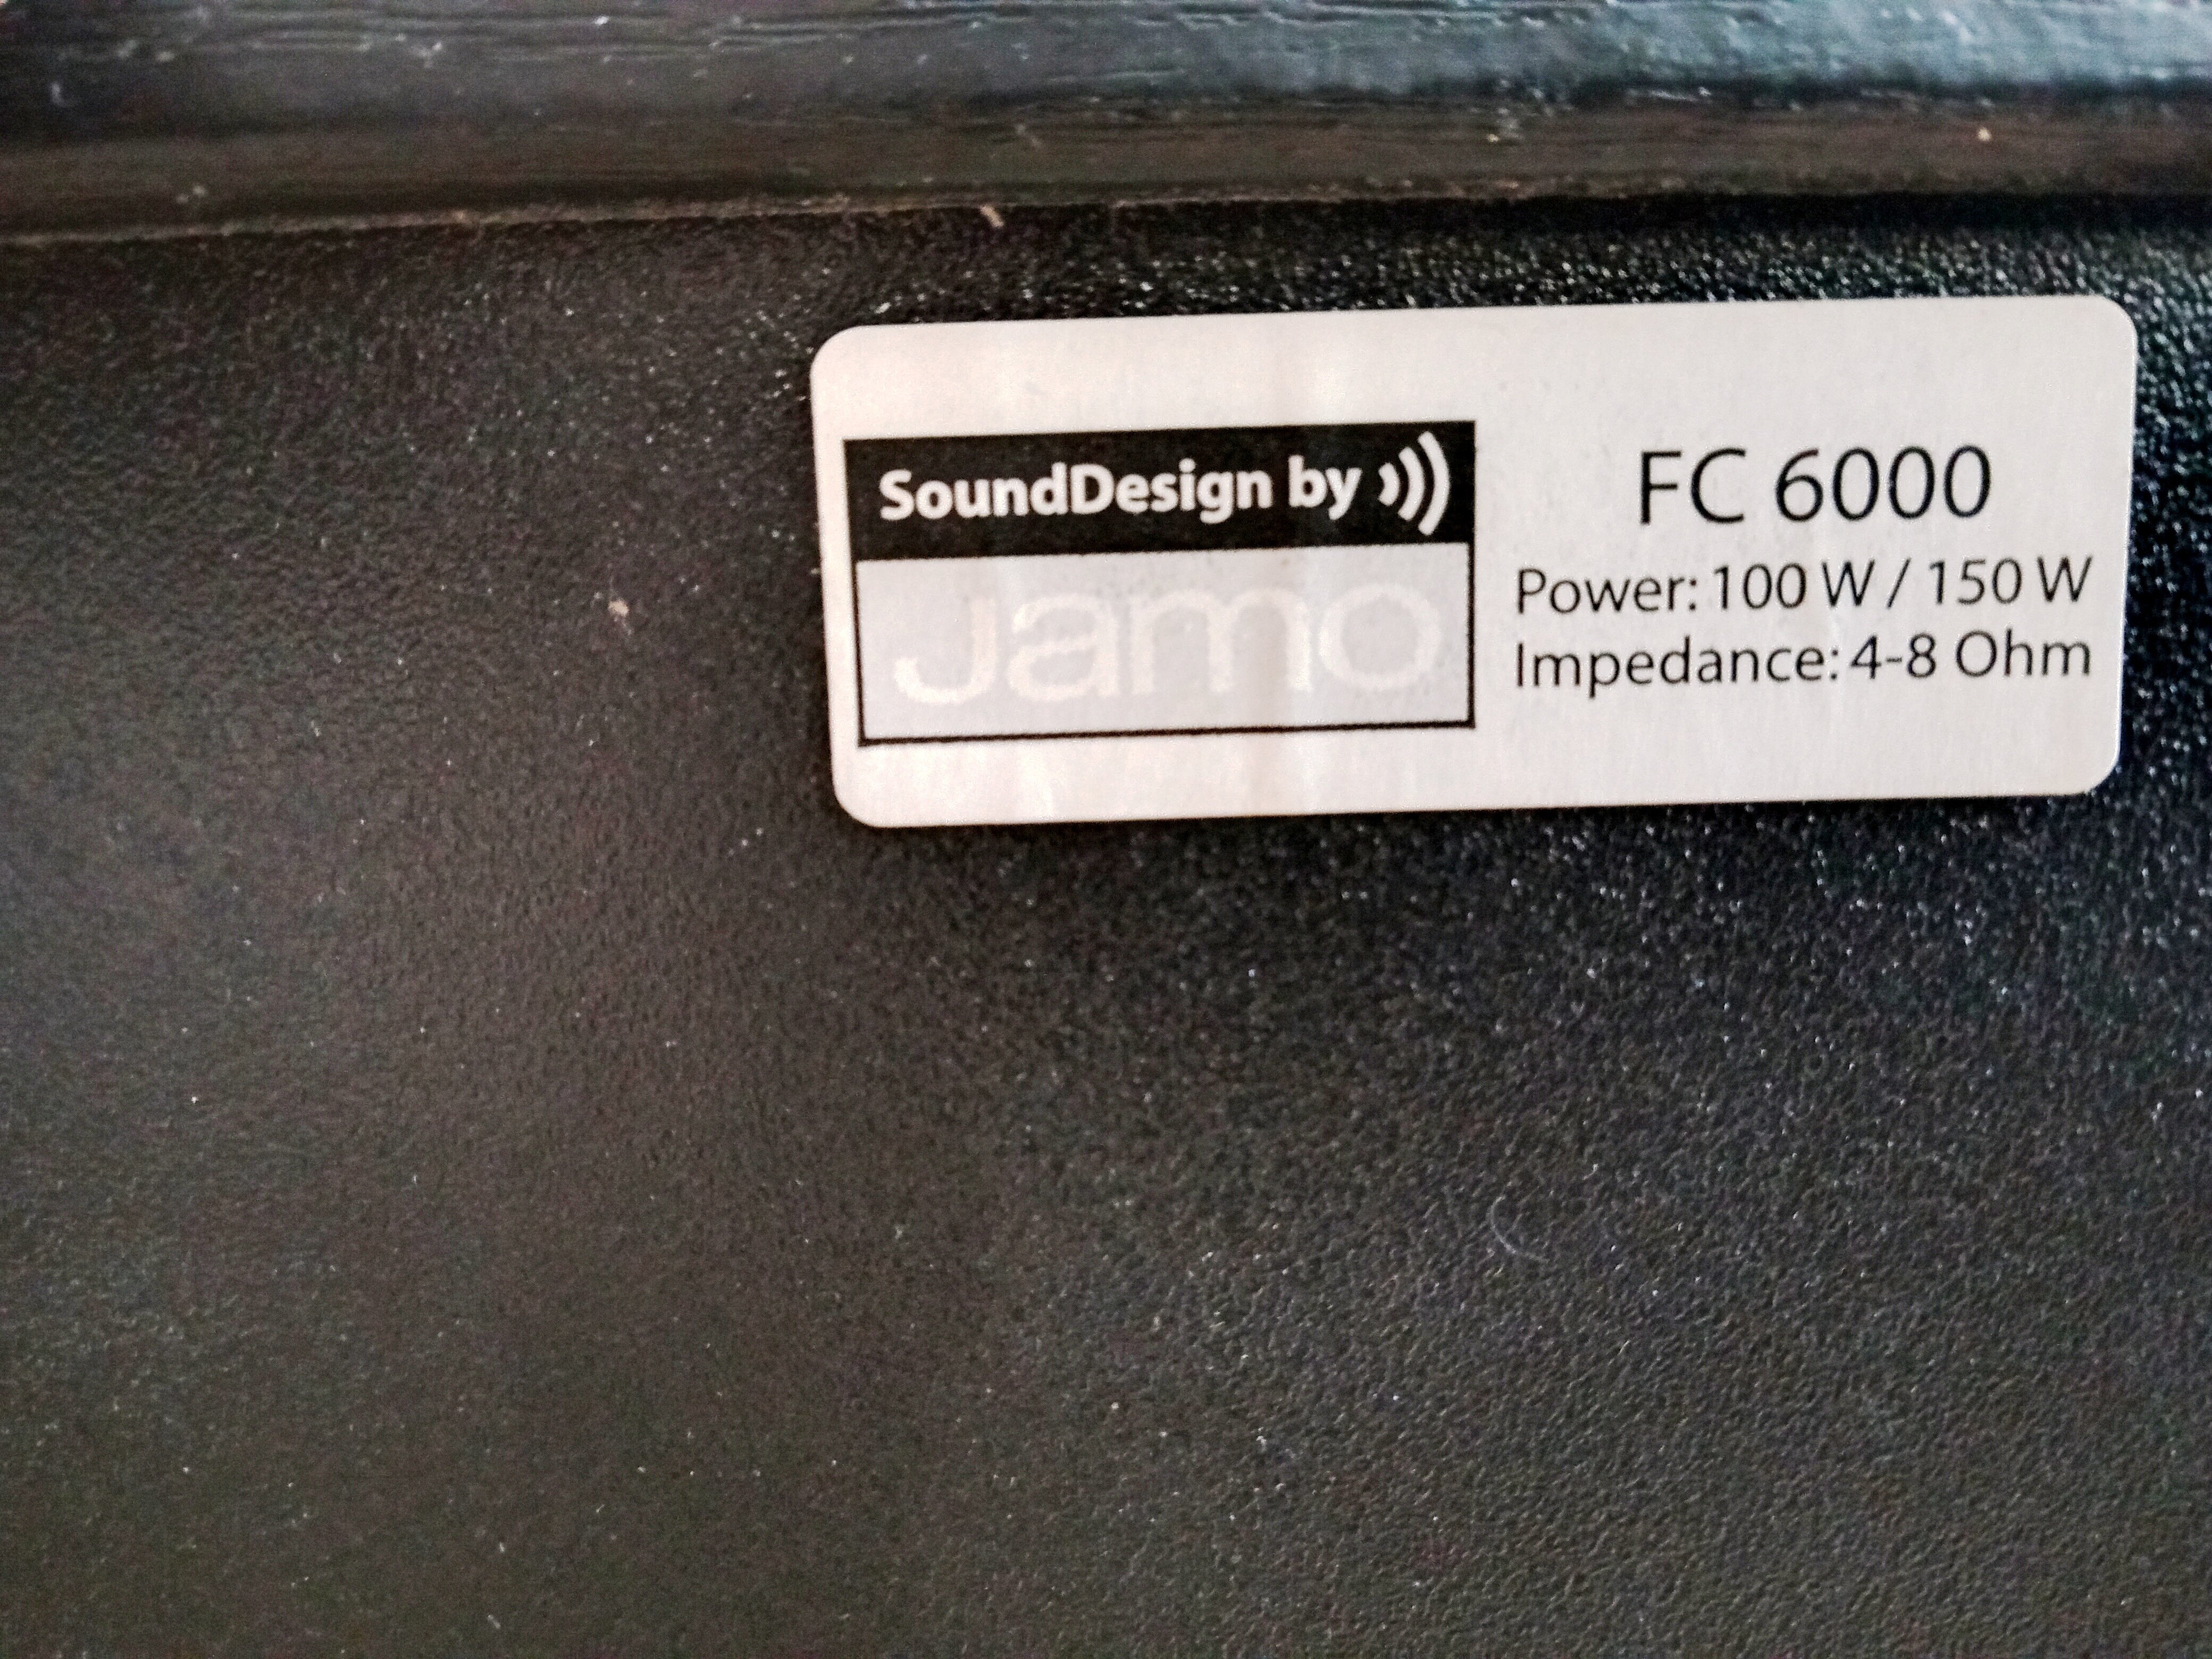 SoundDesign by
Jamo
FC 6000
Power: 100 W / 150 W
Impedance: 4-8 Ohm